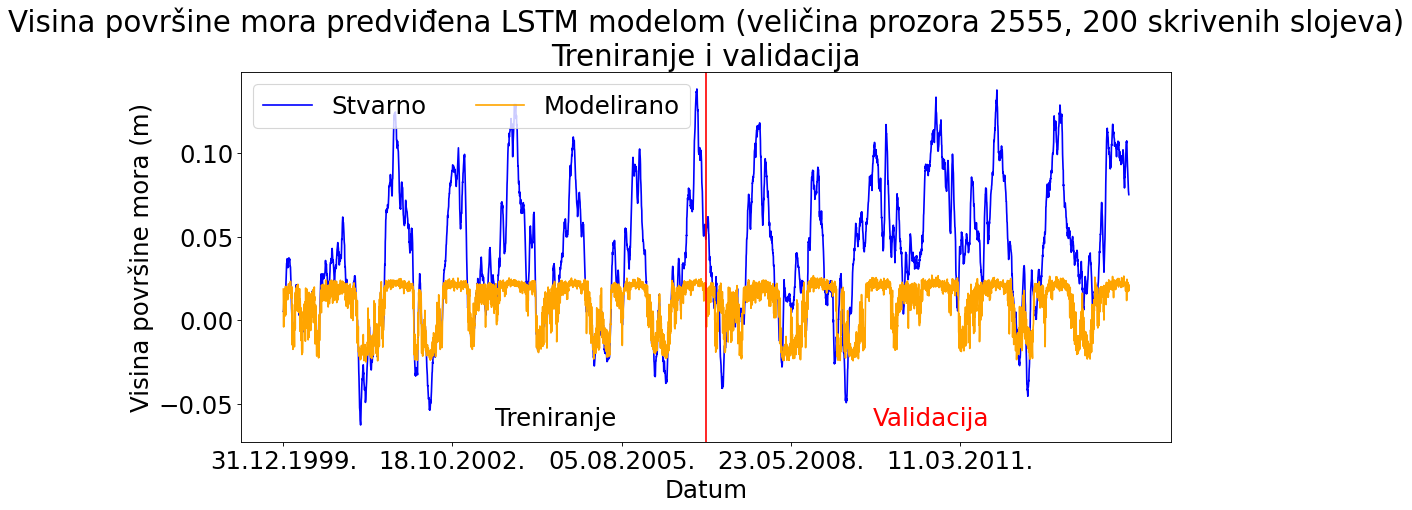 Visina površine mora predviđena LSTM modelom (veličina prozora 2555, 200 skrivenih slojeva)
Treniranje i validacija
Stvarno
Modelirano
Visina površine mora (m)
0.10
0.05
0.00
−0.05
Treniranje
Validacija
31.12.1999.
18.10.2002.
05.08.2005.
23.05.2008.
11.03.2011.
Datum